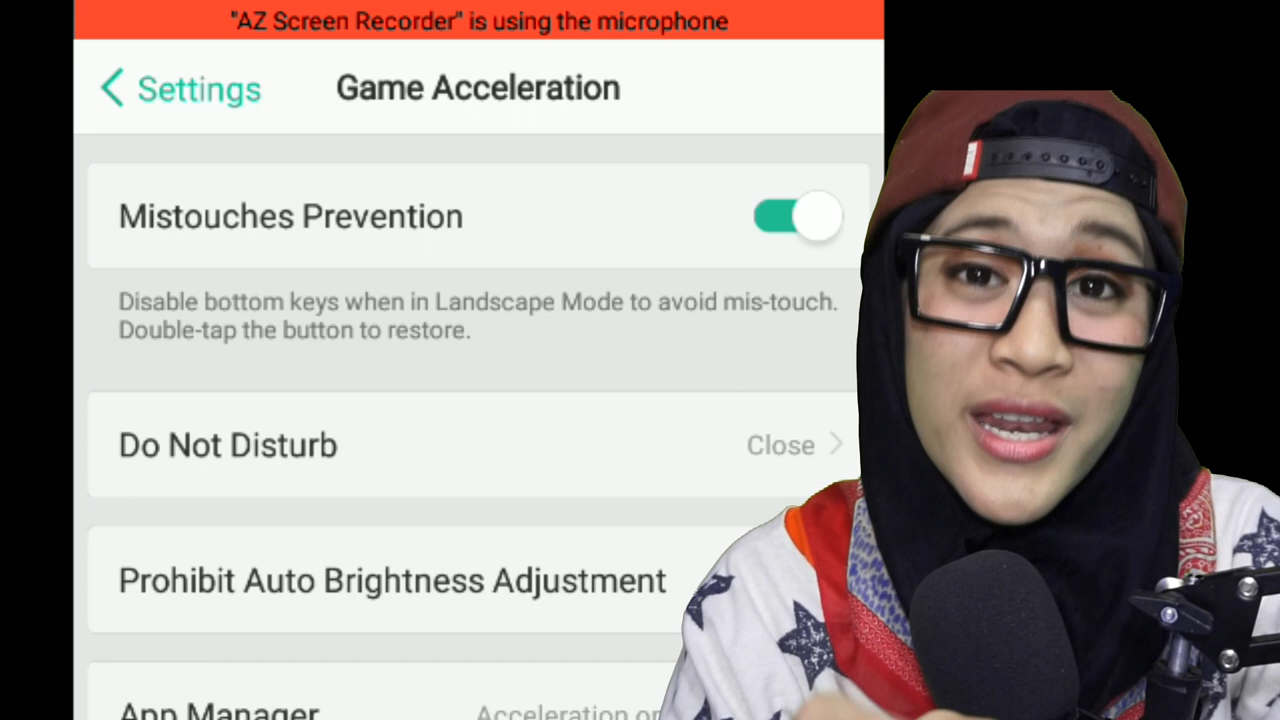 "AZ Screen Recorder" is using the microphone
Settings
Game Acceleration
Mistouches Prevention
Disable bottom keys when in Landscape Mode to avoid mis-touch.
Double-tap the button to restore.
Do Not Disturb
Close
Prohibit Auto Brightness Adjustment
App Manager
Acceleration